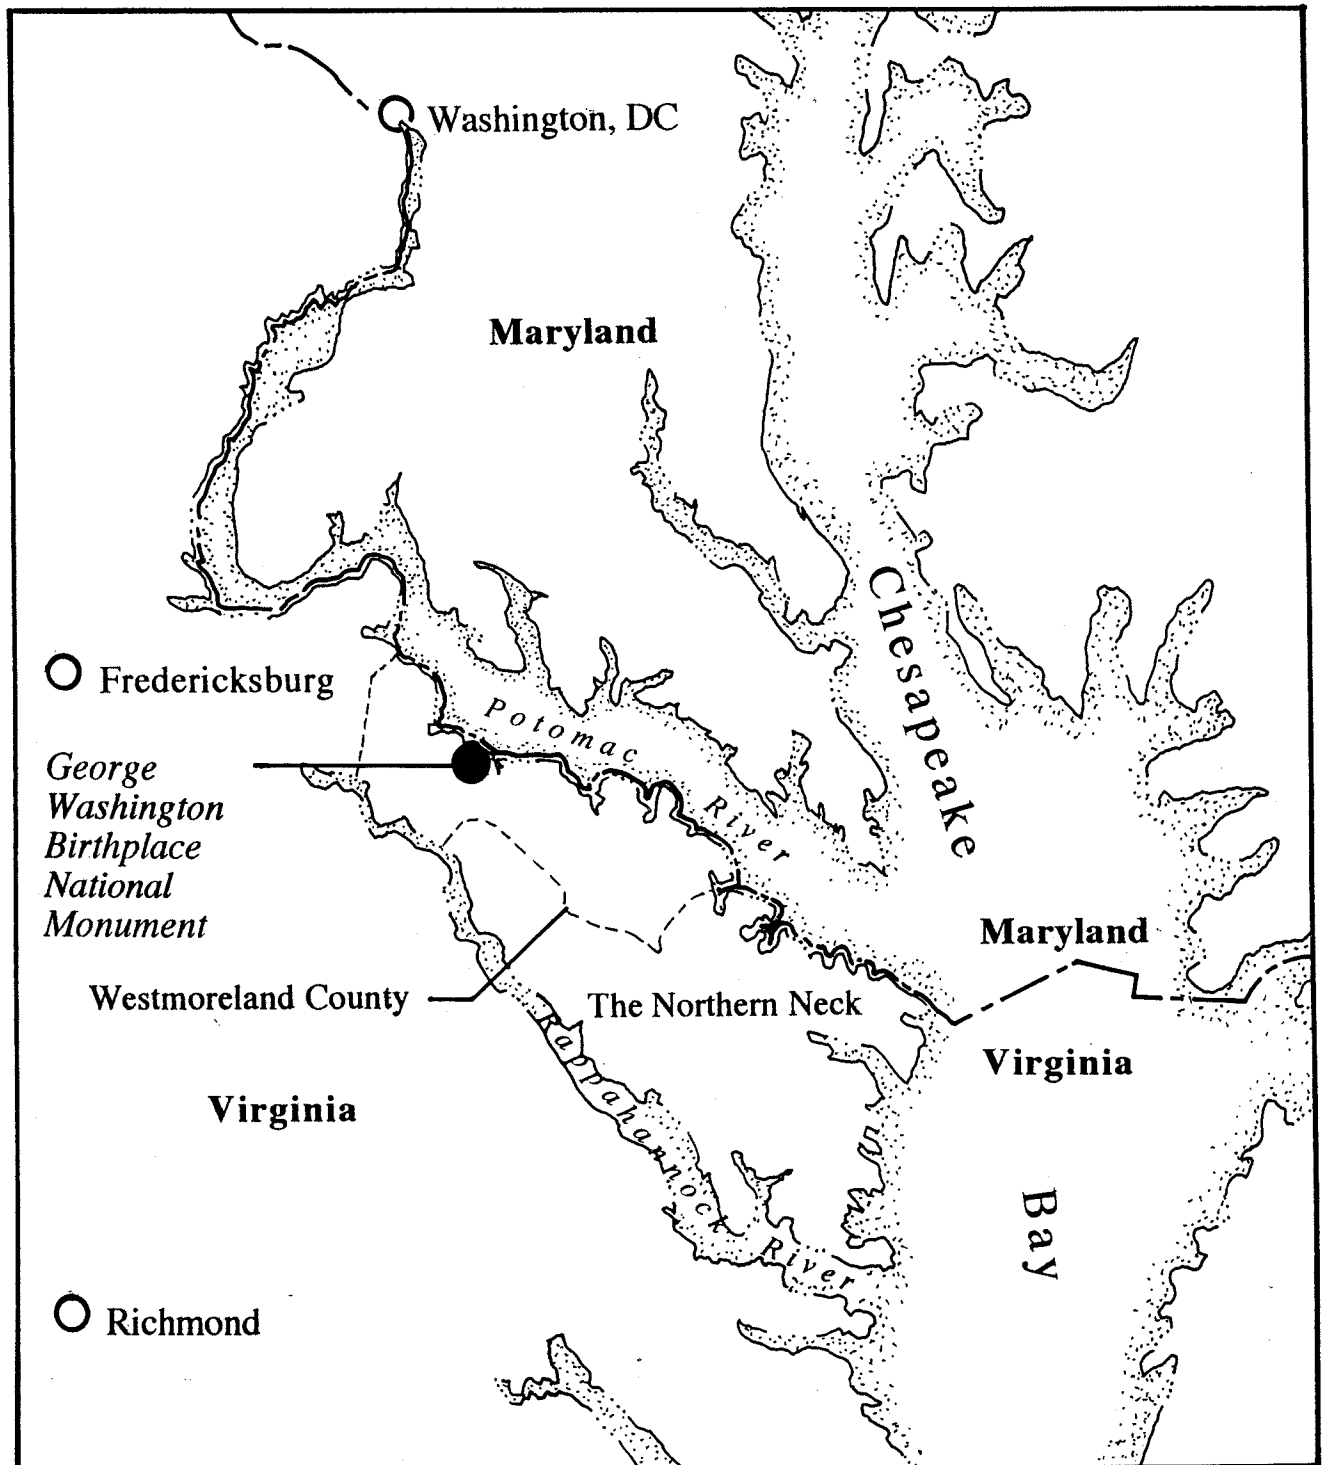 Washington, DC
Maryland
Chesapeake
Fredericksburg
Potomac
River
George
Washington
Birthplace
National
Monument
Maryland
Westmoreland County
The Northern Neck
Rappahannock
River
Virginia
Virginia
Bay
Richmond